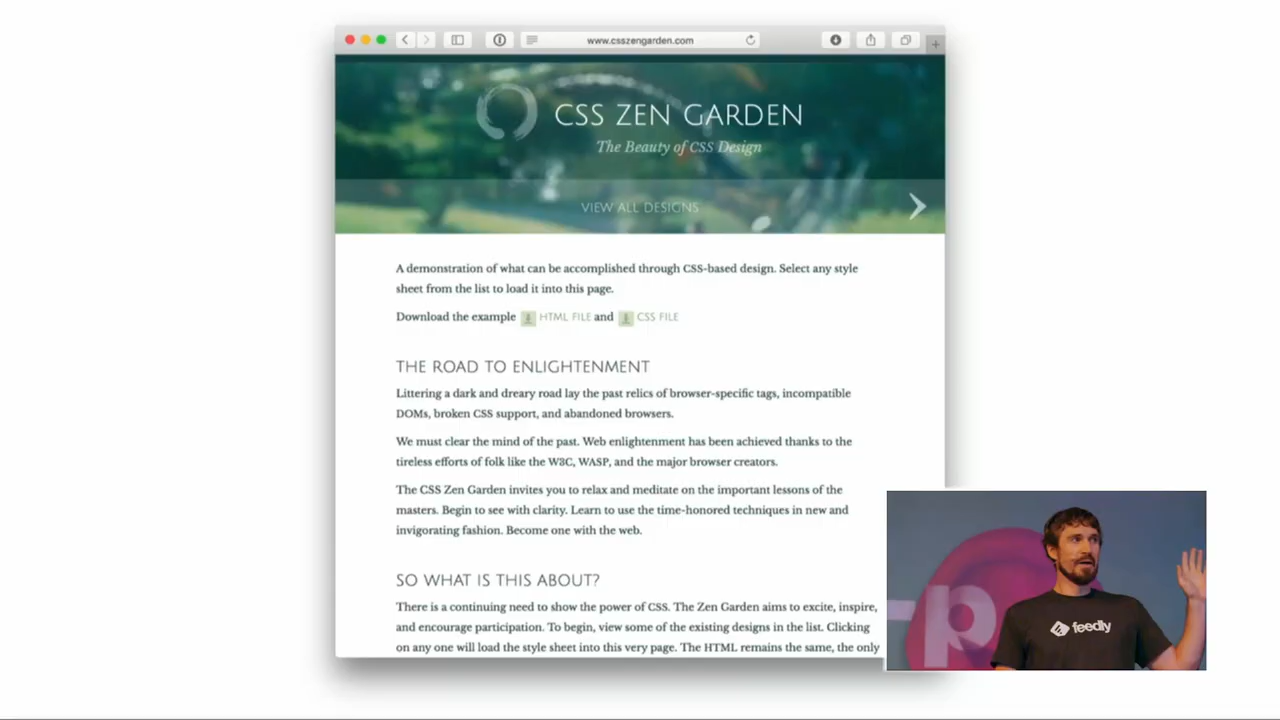 www.csszengarden.com
CSS ZEN GARDEN
The Beauty of CSS Design
VIEW ALL DESIGNS
A demonstration of what can be accomplished through CSS-based design. Select any style
sheet from the list to load it into this page.
Download the example HTML FILE and CSS FILE
THE ROAD TO ENLIGHTENMENT
Littering a dark and dreary road lay the past relics of browser-specific tags, incompatible
DOMs, broken CSS support, and abandoned browsers.
We must clear the mind of the past. Web enlightenment has been achieved thanks to the
tireless efforts of folk like the W3C, WASP, and the major browser creators.
The CSS Zen Garden invites you to relax and meditate on the important lessons of the
masters. Begin to see with clarity. Learn to use the time-honored techniques in new and
invigorating fashion. Become one with the web.
SO WHAT IS THIS ABOUT?
There is a continuing need to show the power of CSS. The Zen Garden aims to excite, inspire,
and encourage participation. To begin, view some of the existing designs in the list. Clicking
on any one will load the style sheet into this very page. The HTML remains the same, the only
-p
feedly